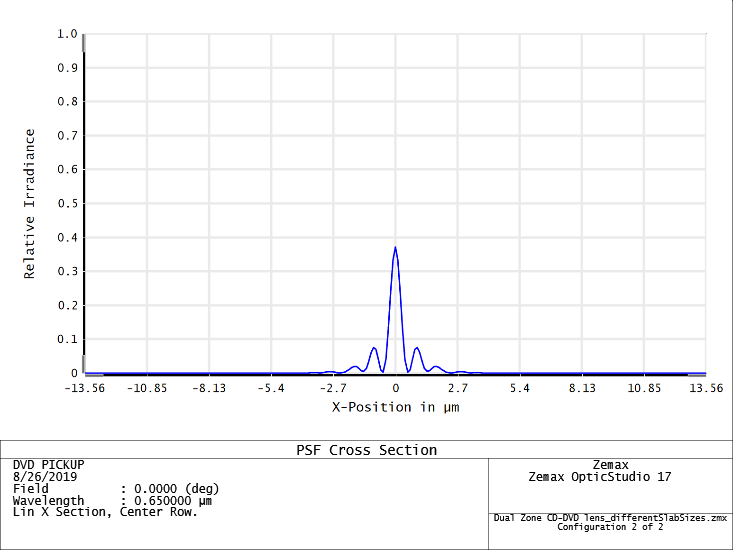 1.0
0.9
0.8
0.7
0.6
0.5
0.4
0.3
0.2
0.1
0
Relative Irradiance
-13.56 -10.85 -8.13 -5.4 -2.7 0 2.7 5.4 8.13 10.85 13.56
X-Position in µm
PSF Cross Section
DVD PICKUP
8/26/2019
Field : 0.0000 (deg)
Wavelength : 0.650000 µm
Lin X Section, Center Row.
Zemax
Zemax OpticStudio 17
Dual Zone CD-DVD lens_differentSlabSizes.zmx
Configuration 2 of 2